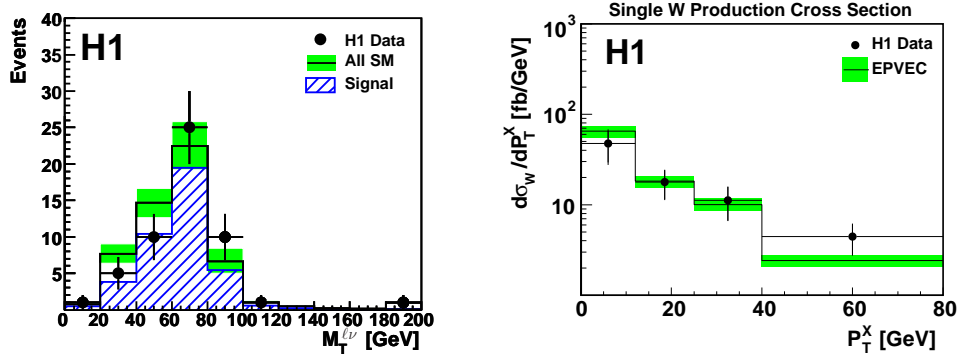 H1
Events
H1 Data
All SM
Signal
40
35
30
25
20
15
10
5
0
0 20 40 60 80 100 120 140 160 180 200
M_T^{ℓν} [GeV]
Single W Production Cross Section
H1
dσ_W/dP_T^X [fb/GeV]
H1 Data
EPVEC
10^3
10^2
10
0 20 40 60 80
P_T^X [GeV]